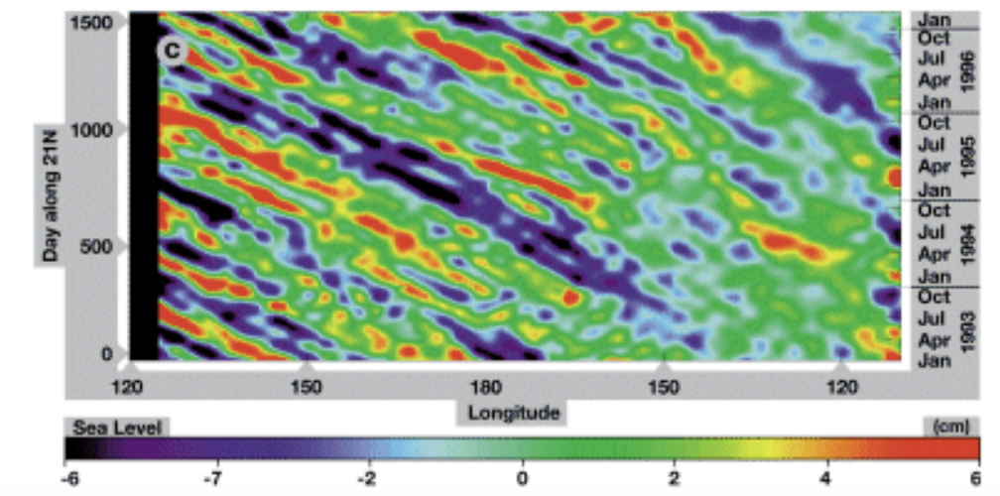 1500
1000
500
0
Day along 21N
C
Jan
Oct
Jul
Apr
Jan
1996
Oct
Jul
Apr
Jan
1995
Oct
Jul
Apr
Jan
1994
Oct
Jul
Apr
Jan
1993
120 150 180 150 120
Longitude
Sea Level (cm)
-6 -7 -2 0 2 4 6